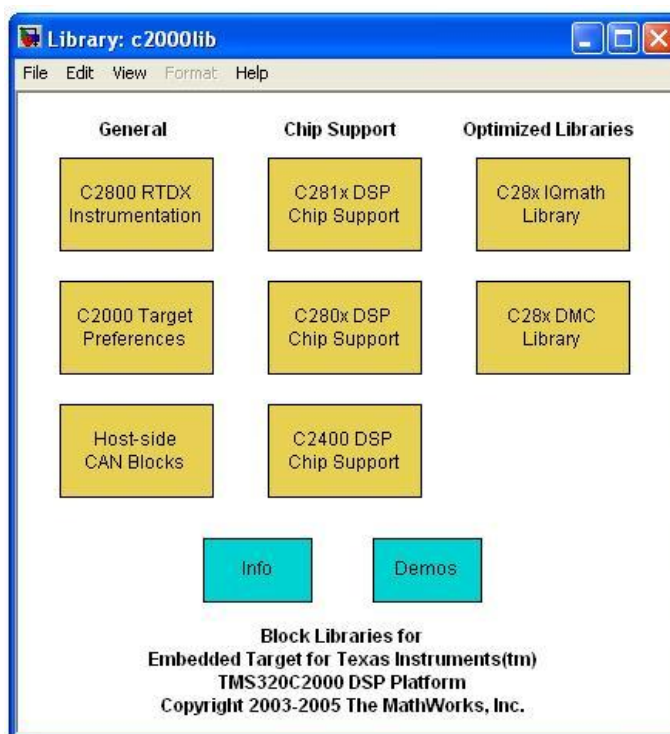 Library: c2000lib
File Edit View Format Help
General Chip Support Optimized Libraries
C2800 RTDX
Instrumentation
C281x DSP
Chip Support
C28x IQmath
Library
C2000 Target
Preferences
C280x DSP
Chip Support
C28x DMC
Library
Host-side
CAN Blocks
C2400 DSP
Chip Support
Info
Demos
Block Libraries for
Embedded Target for Texas Instruments(tm)
TMS320C2000 DSP Platform
Copyright 2003-2005 The MathWorks, Inc.